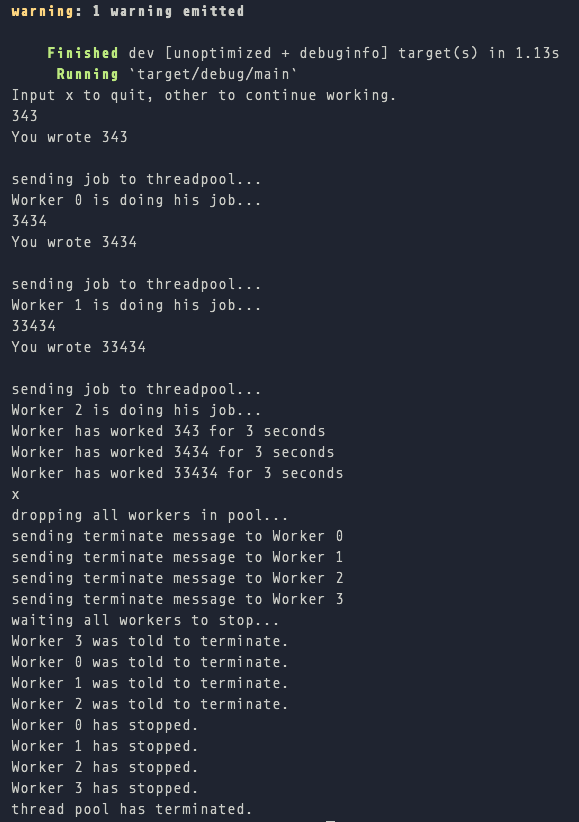 warning: 1 warning emitted
Finished dev [unoptimized + debuginfo] target(s) in 1.13s
Running `target/debug/main`
Input x to quit, other to continue working.
343
You wrote 343
sending job to threadpool...
Worker 0 is doing his job...
3434
You wrote 3434
sending job to threadpool...
Worker 1 is doing his job...
33434
You wrote 33434
sending job to threadpool...
Worker 2 is doing his job...
Worker has worked 343 for 3 seconds
Worker has worked 3434 for 3 seconds
Worker has worked 33434 for 3 seconds
x
dropping all workers in pool...
sending terminate message to Worker 0
sending terminate message to Worker 1
sending terminate message to Worker 2
sending terminate message to Worker 3
waiting all workers to stop...
Worker 3 was told to terminate.
Worker 0 was told to terminate.
Worker 1 was told to terminate.
Worker 2 was told to terminate.
Worker 0 has stopped.
Worker 1 has stopped.
Worker 2 has stopped.
Worker 3 has stopped.
thread pool has terminated.